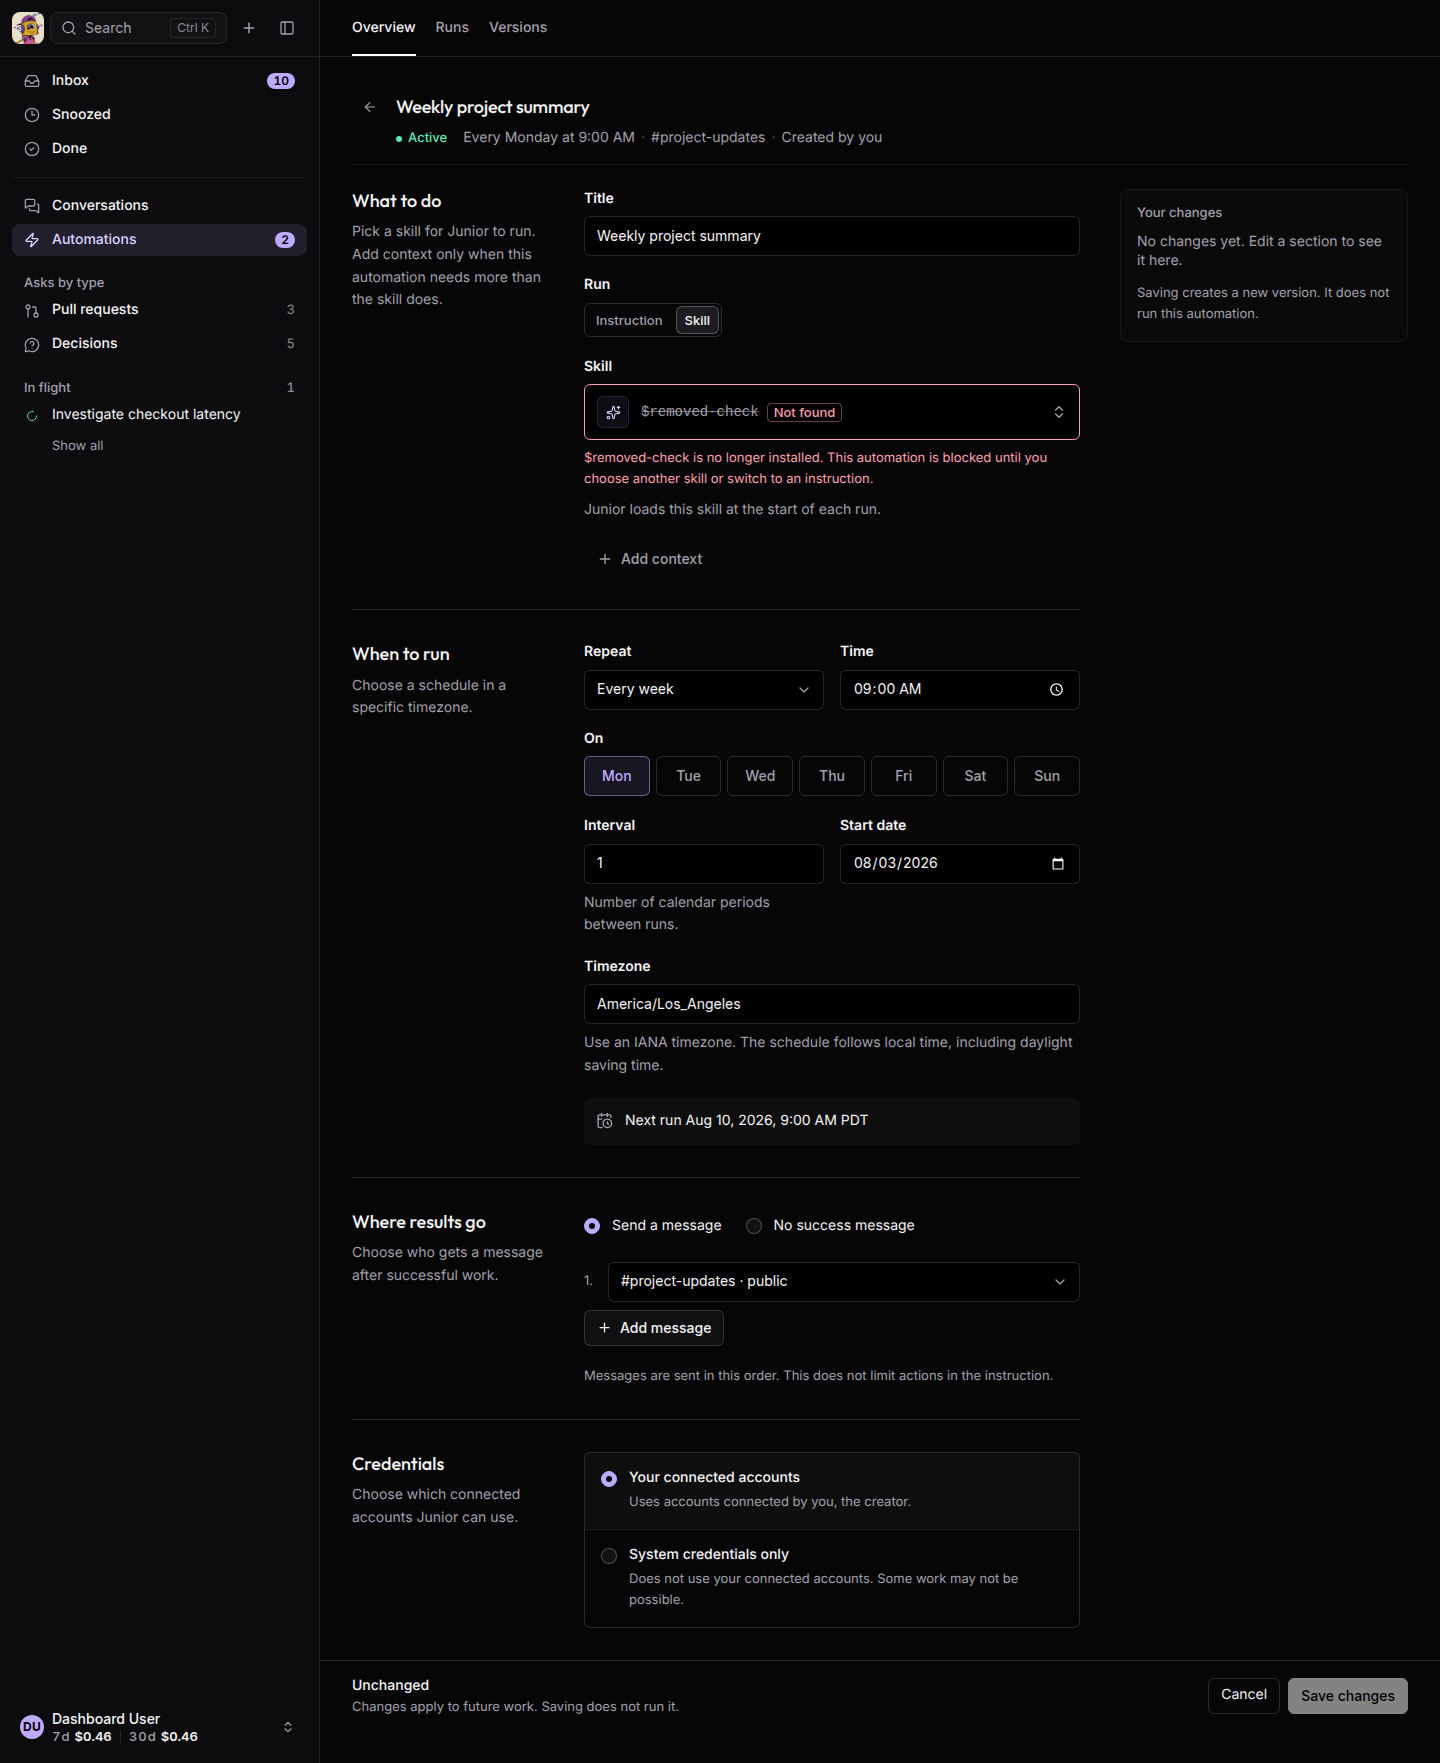 Search
Ctrl K
Inbox
10
Snoozed
Done
Conversations
Automations
2
Asks by type
Pull requests
3
Decisions
5
In flight
1
Investigate checkout latency
Show all
DU
Dashboard User
7d $0.46 | 30d $0.46
Overview
Runs
Versions
Weekly project summary
Active
Every Monday at 9:00 AM · #project-updates · Created by you
What to do
Pick a skill for Junior to run.
Add context only when this
automation needs more than
the skill does.
Title
Weekly project summary
Run
Instruction
Skill
Skill
$removed-check
Not found
$removed-check is no longer installed. This automation is blocked until you
choose another skill or switch to an instruction.
Junior loads this skill at the start of each run.
Add context
Your changes
No changes yet. Edit a section to see
it here.
Saving creates a new version. It does not
run this automation.
When to run
Choose a schedule in a
specific timezone.
Repeat
Every week
Time
09:00 AM
On
Mon
Tue
Wed
Thu
Fri
Sat
Sun
Interval
1
Number of calendar periods
between runs.
Start date
08/03/2026
Timezone
America/Los_Angeles
Use an IANA timezone. The schedule follows local time, including daylight
saving time.
Next run Aug 10, 2026, 9:00 AM PDT
Where results go
Choose who gets a message
after successful work.
Send a message
No success message
1.
#project-updates · public
Add message
Messages are sent in this order. This does not limit actions in the instruction.
Credentials
Choose which connected
accounts Junior can use.
Your connected accounts
Uses accounts connected by you, the creator.
System credentials only
Does not use your connected accounts. Some work may not be
possible.
Unchanged
Changes apply to future work. Saving does not run it.
Cancel
Save changes